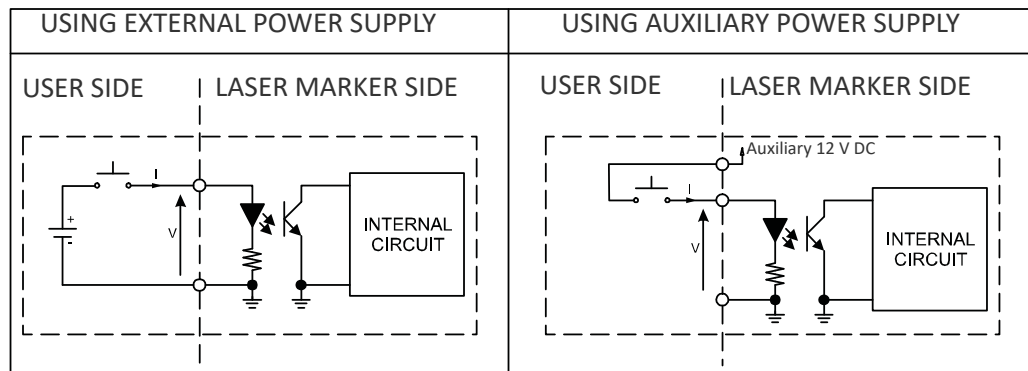 USING EXTERNAL POWER SUPPLY
USING AUXILIARY POWER SUPPLY
USER SIDE
LASER MARKER SIDE
I
V
+
-
INTERNAL
CIRCUIT
USER SIDE
LASER MARKER SIDE
Auxiliary 12 V DC
I
V
INTERNAL
CIRCUIT